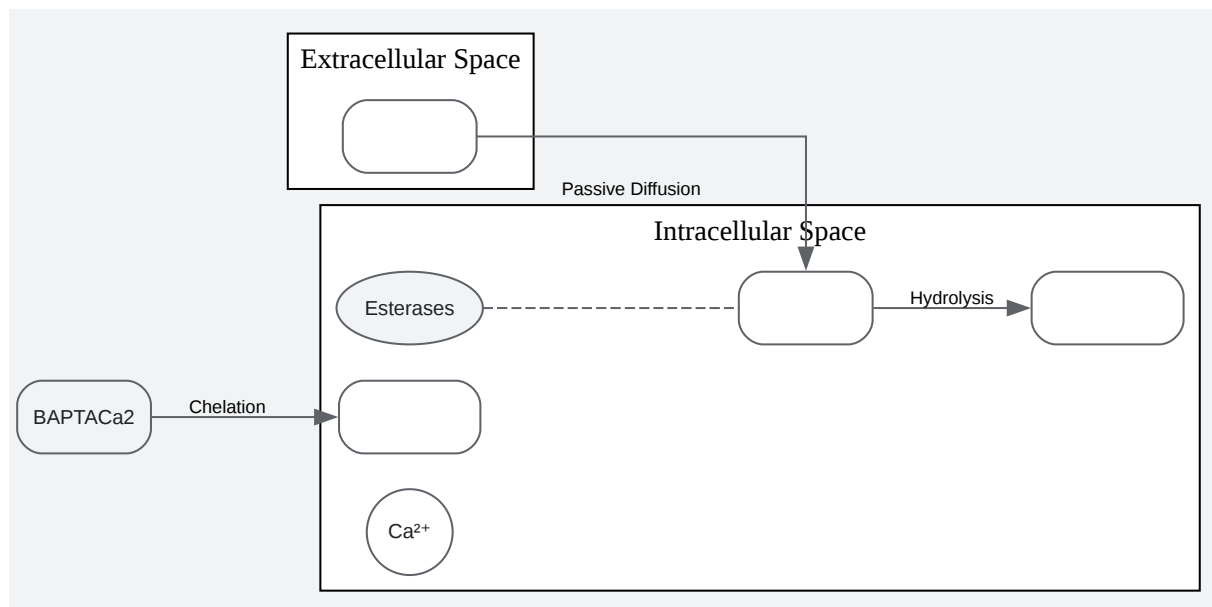 Extracellular Space
Passive Diffusion
Intracellular Space
Esterases
Hydrolysis
BAPTACa2
Chelation
Ca²⁺